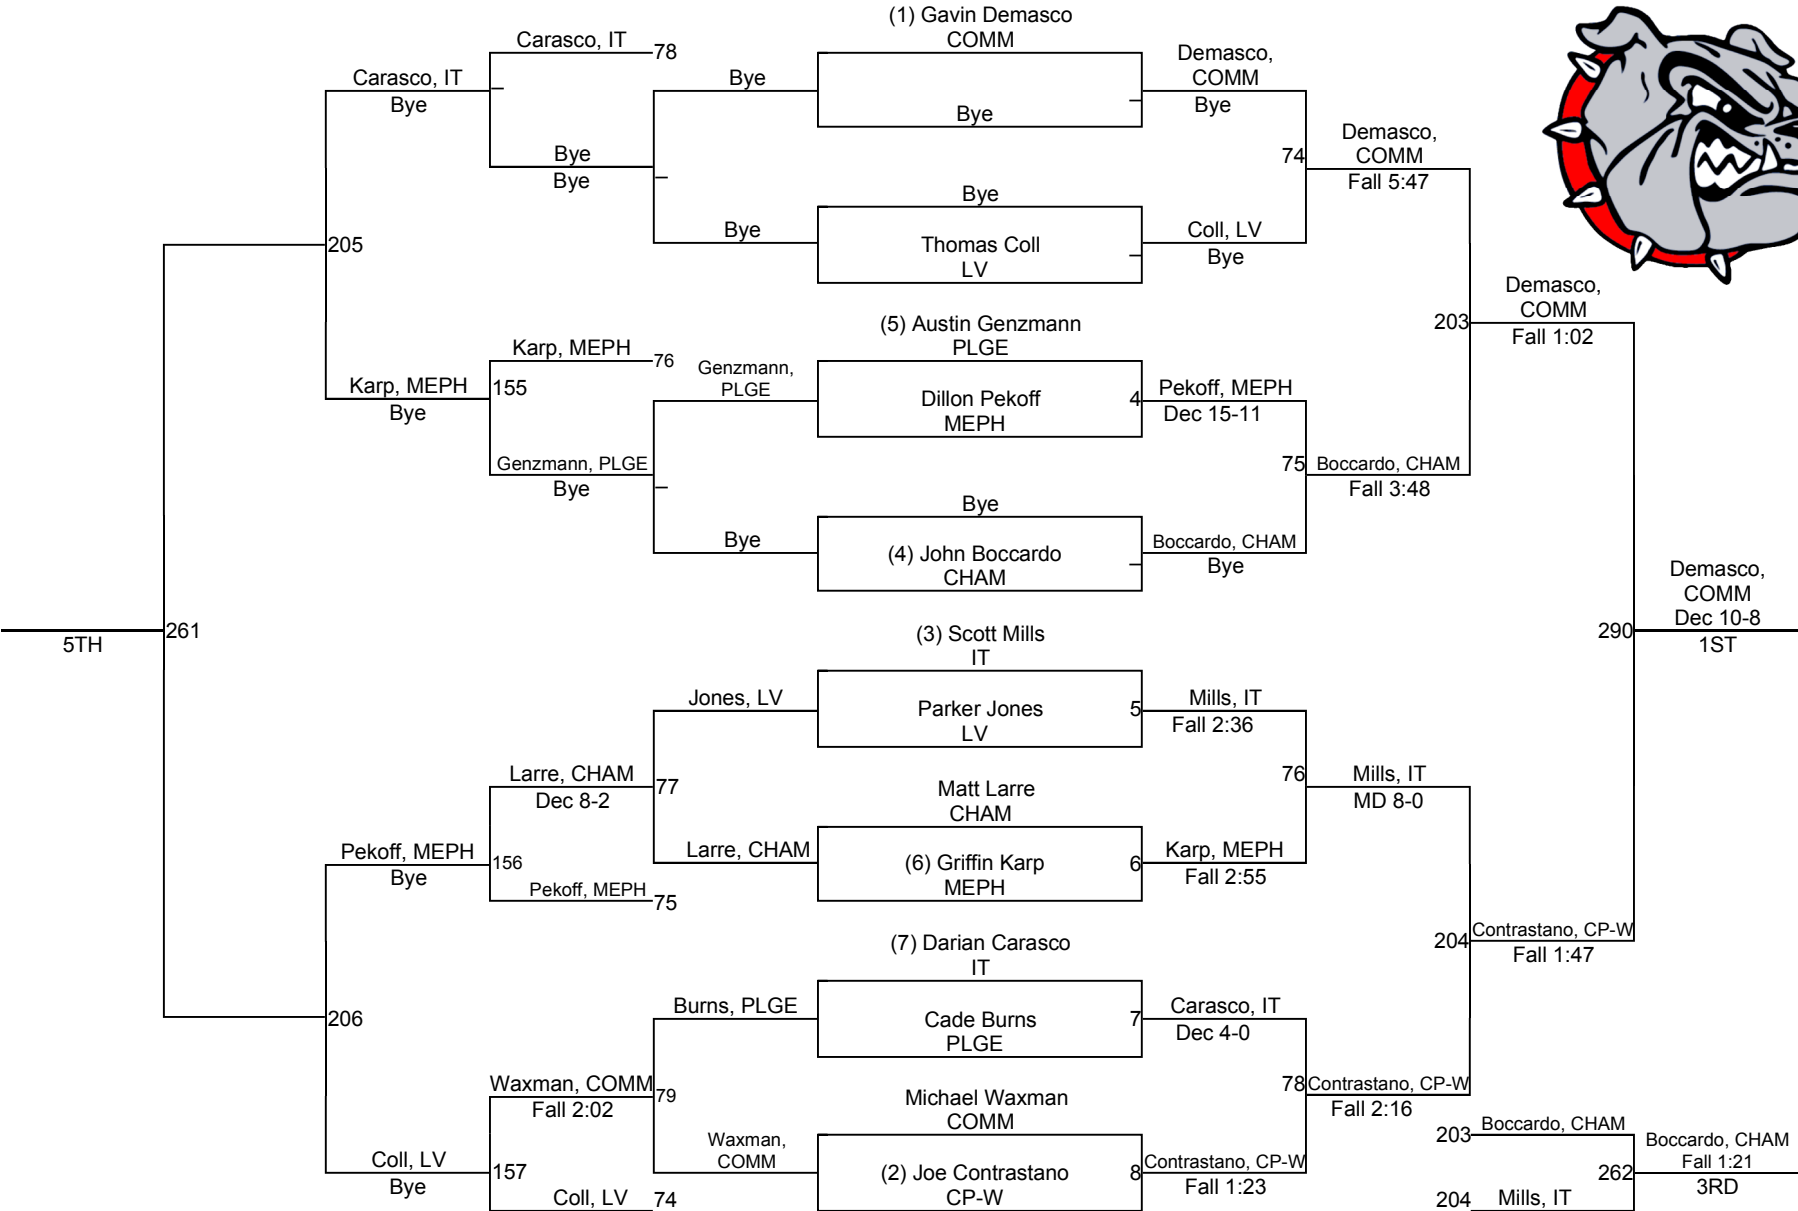 (1) Gavin Demasco
COMM
Carasco, IT
78
Demasco,
COMM
Bye
Carasco, IT
Bye
Bye
Bye
Bye
Demasco,
COMM
Fall 5:47
74
Bye
Bye
Bye
Bye
Thomas Coll
LV
Coll, LV
Bye
205
Demasco,
COMM
Fall 1:02
203
(5) Austin Genzmann
PLGE
Karp, MEPH
76
Genzmann,
PLGE
Karp, MEPH
Bye
155
Dillon Pekoff
MEPH
4
Pekoff, MEPH
Dec 15-11
Genzmann, PLGE
Bye
75
Boccardo, CHAM
Fall 3:48
Bye
Bye
(4) John Boccardo
CHAM
Boccardo, CHAM
Bye
Demasco,
COMM
Dec 10-8
1ST
290
5TH
261
(3) Scott Mills
IT
Jones, LV
Parker Jones
LV
5
Mills, IT
Fall 2:36
Larre, CHAM
Dec 8-2
77
Matt Larre
CHAM
76
Mills, IT
MD 8-0
Pekoff, MEPH
Bye
156
Larre, CHAM
(6) Griffin Karp
MEPH
6
Karp, MEPH
Fall 2:55
Pekoff, MEPH
75
(7) Darian Carasco
IT
204
Contrastano, CP-W
Fall 1:47
206
Burns, PLGE
Cade Burns
PLGE
7
Carasco, IT
Dec 4-0
Waxman, COMM
Fall 2:02
79
Michael Waxman
COMM
78
Contrastano, CP-W
Fall 2:16
Coll, LV
Bye
157
Waxman,
COMM
(2) Joe Contrastano
CP-W
8
Contrastano, CP-W
Fall 1:23
Coll, LV
74
203
Boccardo, CHAM
262
Boccardo, CHAM
Fall 1:21
3RD
204
Mills, IT